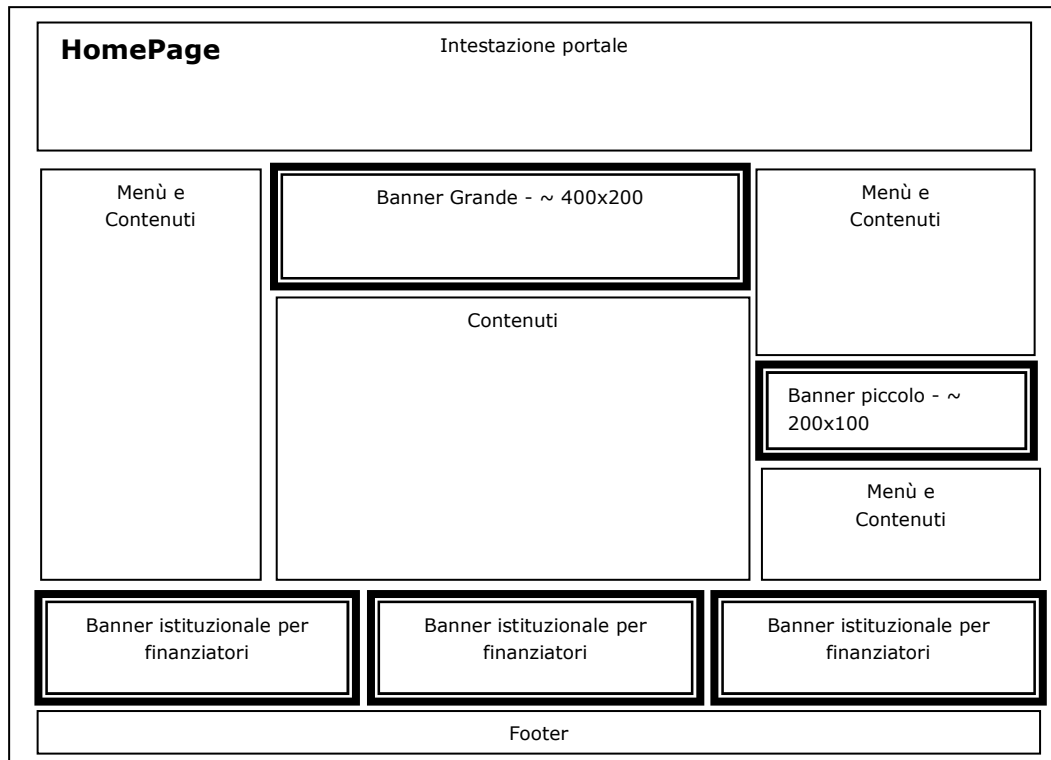 HomePage
Intestazione portale
Menù e
Contenuti
Banner Grande - ~ 400x200
Menù e
Contenuti
Contenuti
Banner piccolo - ~
200x100
Menù e
Contenuti
Banner istituzionale per
finanziatori
Banner istituzionale per
finanziatori
Banner istituzionale per
finanziatori
Footer